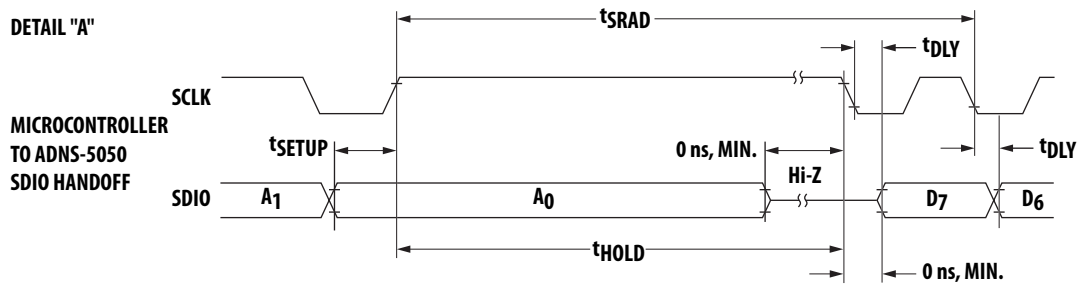 DETAIL "A"
tSRAD
tDLY
SCLK
MICROCONTROLLER
TO ADNS-5050
SDIO HANDOFF
tSETUP
0 ns, MIN.
tDLY
Hi-Z
SDIO
A1
A0
D7
D6
tHOLD
0 ns, MIN.